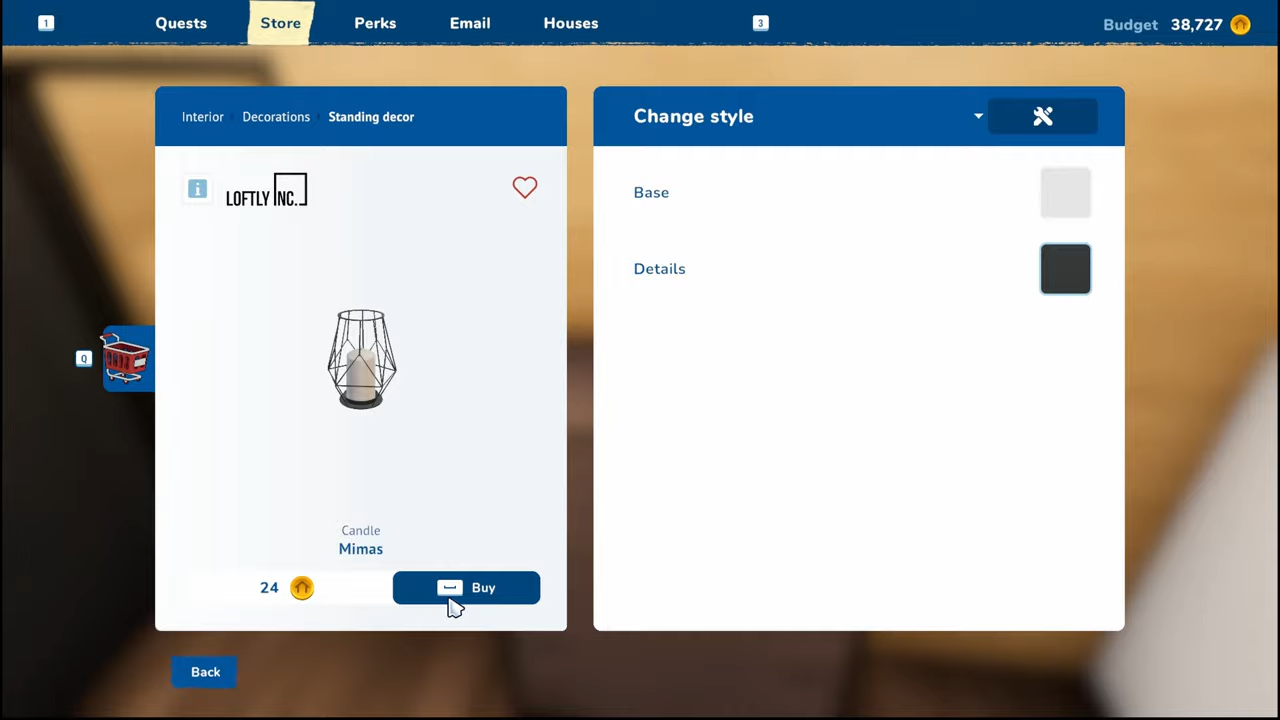 1 Quests Store Perks Email Houses 3 Budget 38,727
Interior Decorations Standing decor
Change style
i LOFTLY INC.
Base
Details
Q
Candle
Mimas
24 Buy
Back